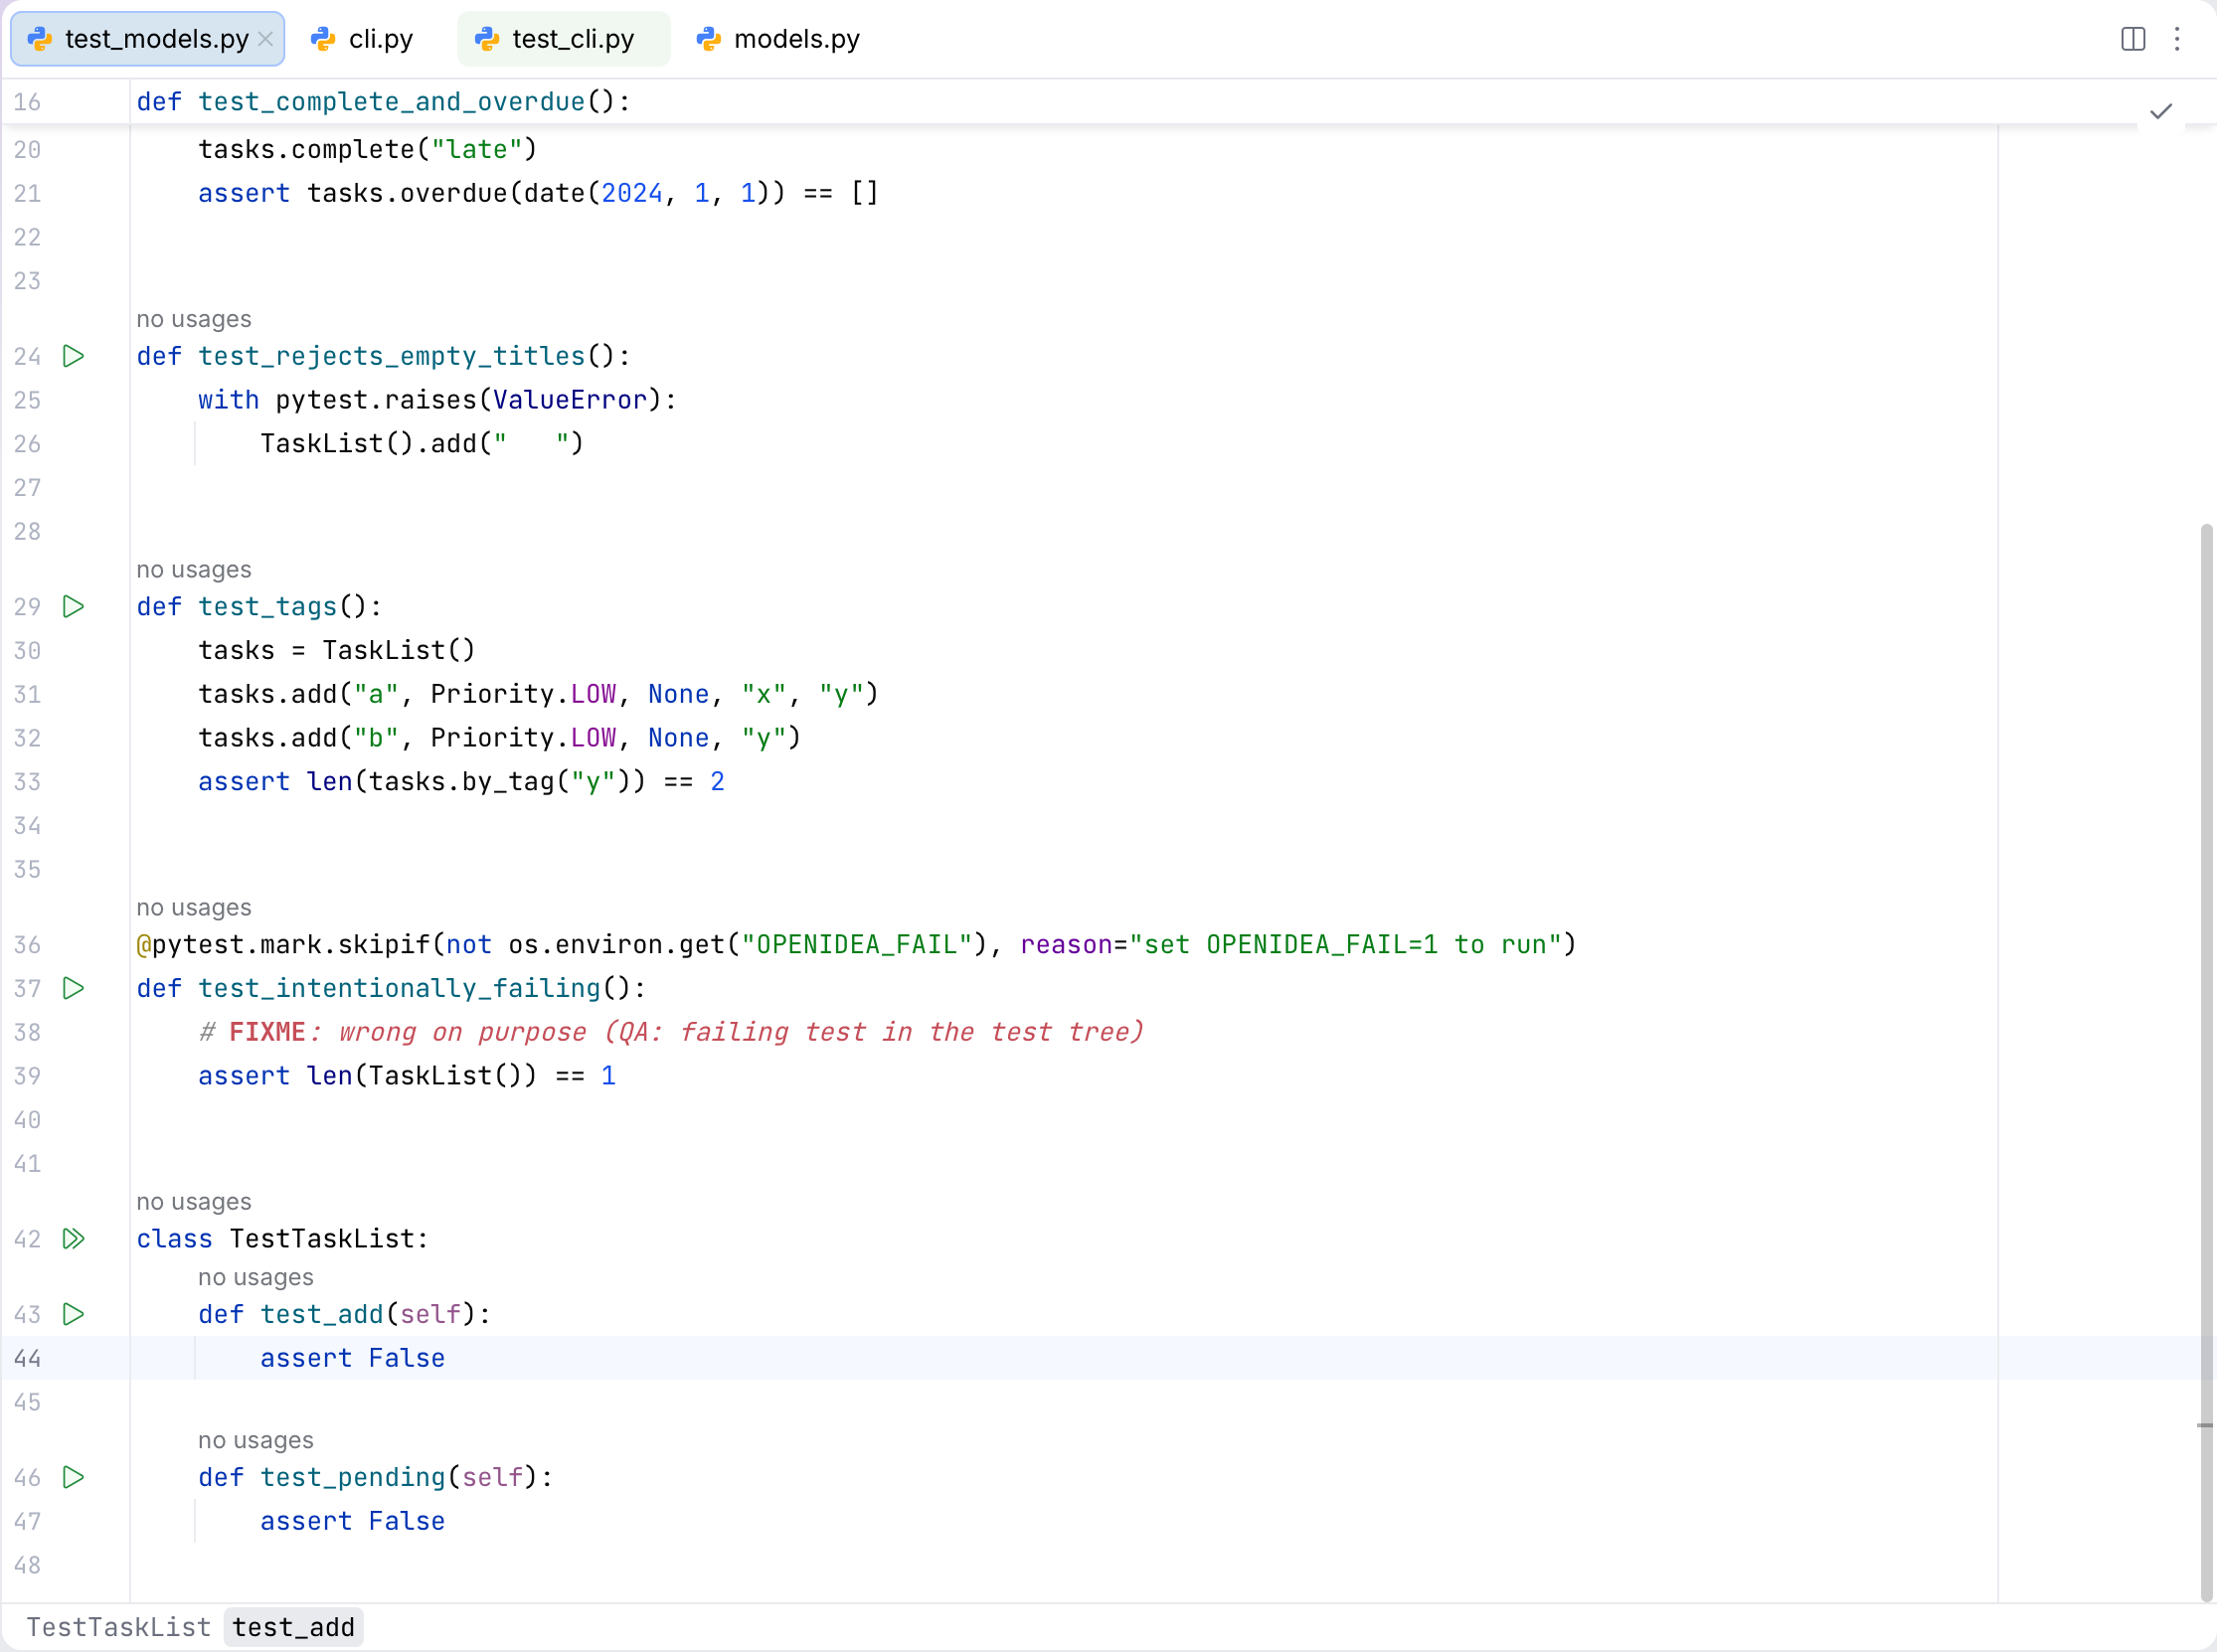 test_models.py cli.py test_cli.py models.py
16 def test_complete_and_overdue():
20 tasks.complete("late")
21 assert tasks.overdue(date(2024, 1, 1)) == []
22
23
no usages
24 def test_rejects_empty_titles():
25 with pytest.raises(ValueError):
26 TaskList().add("   ")
27
28
no usages
29 def test_tags():
30 tasks = TaskList()
31 tasks.add("a", Priority.LOW, None, "x", "y")
32 tasks.add("b", Priority.LOW, None, "y")
33 assert len(tasks.by_tag("y")) == 2
34
35
no usages
36 @pytest.mark.skipif(not os.environ.get("OPENIDEA_FAIL"), reason="set OPENIDEA_FAIL=1 to run")
37 def test_intentionally_failing():
38 # FIXME: wrong on purpose (QA: failing test in the test tree)
39 assert len(TaskList()) == 1
40
41
no usages
42 class TestTaskList:
no usages
43 def test_add(self):
44 assert False
45
no usages
46 def test_pending(self):
47 assert False
48
TestTaskList test_add